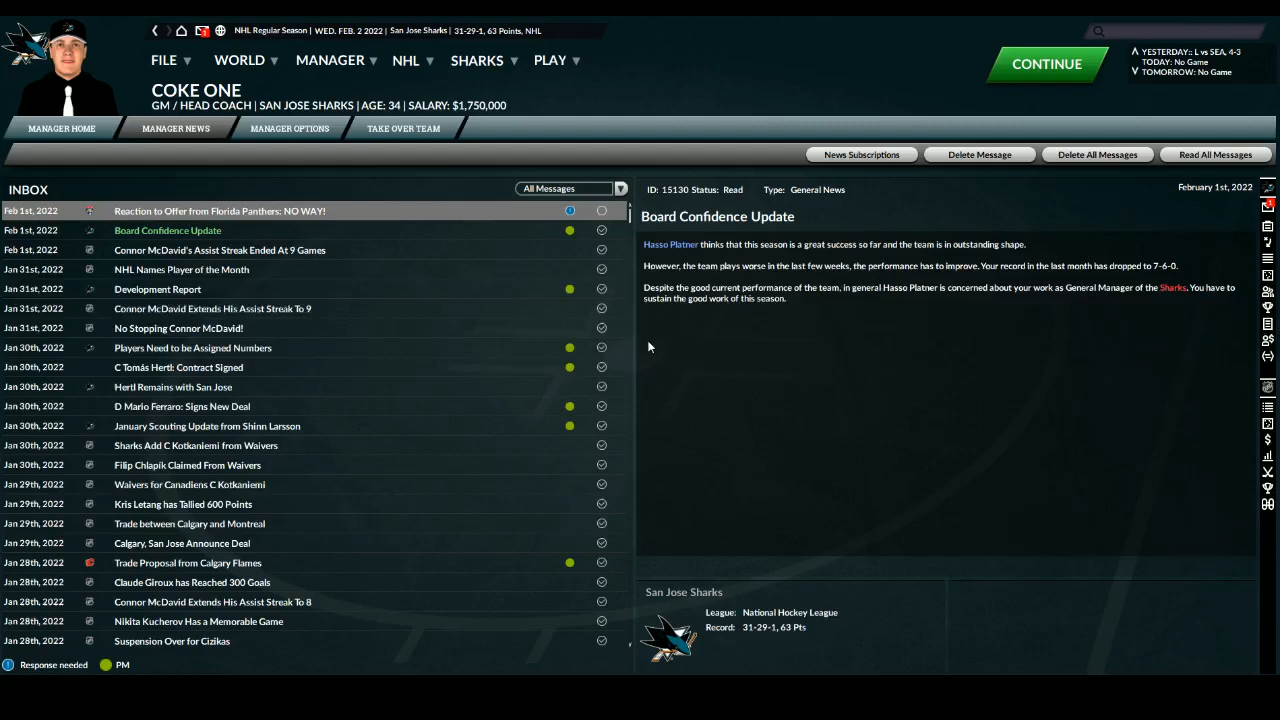 NHL Regular Season | WED. FEB. 2 2022 | San Jose Sharks | 31-29-1, 63 Points, NHL
FILE WORLD MANAGER NHL SHARKS PLAY
CONTINUE
YESTERDAY:: L vs SEA, 4-3
TODAY: No Game
TOMORROW: No Game
COKE ONE
GM / HEAD COACH | SAN JOSE SHARKS | AGE: 34 | SALARY: $1,750,000
MANAGER HOME MANAGER NEWS MANAGER OPTIONS TAKE OVER TEAM
News Subscriptions Delete Message Delete All Messages Read All Messages
INBOX All Messages
Feb 1st, 2022 Reaction to Offer from Florida Panthers: NO WAY!
Feb 1st, 2022 Board Confidence Update
Feb 1st, 2022 Connor McDavid's Assist Streak Ended At 9 Games
Jan 31st, 2022 NHL Names Player of the Month
Jan 31st, 2022 Development Report
Jan 31st, 2022 Connor McDavid Extends His Assist Streak To 9
Jan 31st, 2022 No Stopping Connor McDavid!
Jan 30th, 2022 Players Need to be Assigned Numbers
Jan 30th, 2022 C Tomás Hertl: Contract Signed
Jan 30th, 2022 Hertl Remains with San Jose
Jan 30th, 2022 D Mario Ferraro: Signs New Deal
Jan 30th, 2022 January Scouting Update from Shinn Larsson
Jan 30th, 2022 Sharks Add C Kotkaniemi from Waivers
Jan 30th, 2022 Filip Chlapik Claimed From Waivers
Jan 29th, 2022 Waivers for Canadiens C Kotkaniemi
Jan 29th, 2022 Kris Letang has Tallied 600 Points
Jan 29th, 2022 Trade between Calgary and Montreal
Jan 29th, 2022 Calgary, San Jose Announce Deal
Jan 28th, 2022 Trade Proposal from Calgary Flames
Jan 28th, 2022 Claude Giroux has Reached 300 Goals
Jan 28th, 2022 Connor McDavid Extends His Assist Streak To 8
Jan 28th, 2022 Nikita Kucherov Has a Memorable Game
Jan 28th, 2022 Suspension Over for Cizikas
Response needed PM
ID: 15130 Status: Read Type: General News February 1st, 2022
Board Confidence Update
Hasso Platner thinks that this season is a great success so far and the team is in outstanding shape.
However, the team plays worse in the last few weeks, the performance has to improve. Your record in the last month has dropped to 7-6-0.
Despite the good current performance of the team, in general Hasso Platner is concerned about your work as General Manager of the Sharks. You have to
sustain the good work of this season.
San Jose Sharks
League: National Hockey League
Record: 31-29-1, 63 Pts